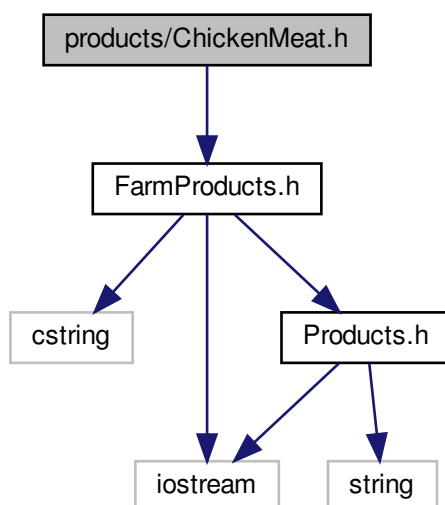 products/ChickenMeat.h
FarmProducts.h
cstring
Products.h
iostream
string